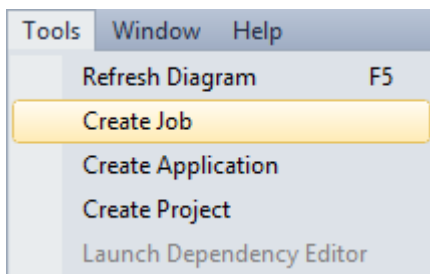 Tools Window Help
Refresh Diagram F5
Create Job
Create Application
Create Project
Launch Dependency Editor